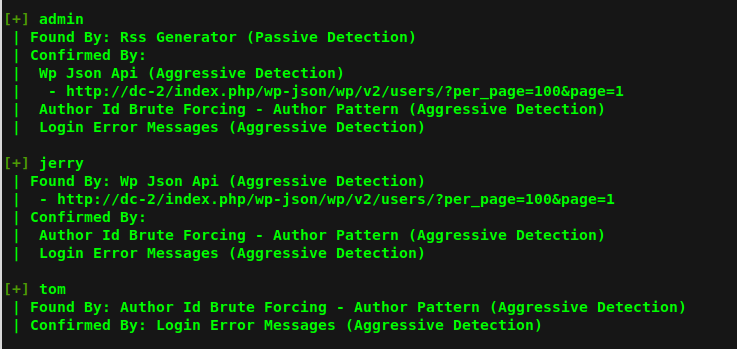 [+] admin
| Found By: Rss Generator (Passive Detection)
| Confirmed By:
|  Wp Json Api (Aggressive Detection)
|   - http://dc-2/index.php/wp-json/wp/v2/users/?per_page=100&page=1
|  Author Id Brute Forcing - Author Pattern (Aggressive Detection)
|  Login Error Messages (Aggressive Detection)
[+] jerry
| Found By: Wp Json Api (Aggressive Detection)
|  - http://dc-2/index.php/wp-json/wp/v2/users/?per_page=100&page=1
| Confirmed By:
|  Author Id Brute Forcing - Author Pattern (Aggressive Detection)
|  Login Error Messages (Aggressive Detection)
[+] tom
| Found By: Author Id Brute Forcing - Author Pattern (Aggressive Detection)
| Confirmed By: Login Error Messages (Aggressive Detection)